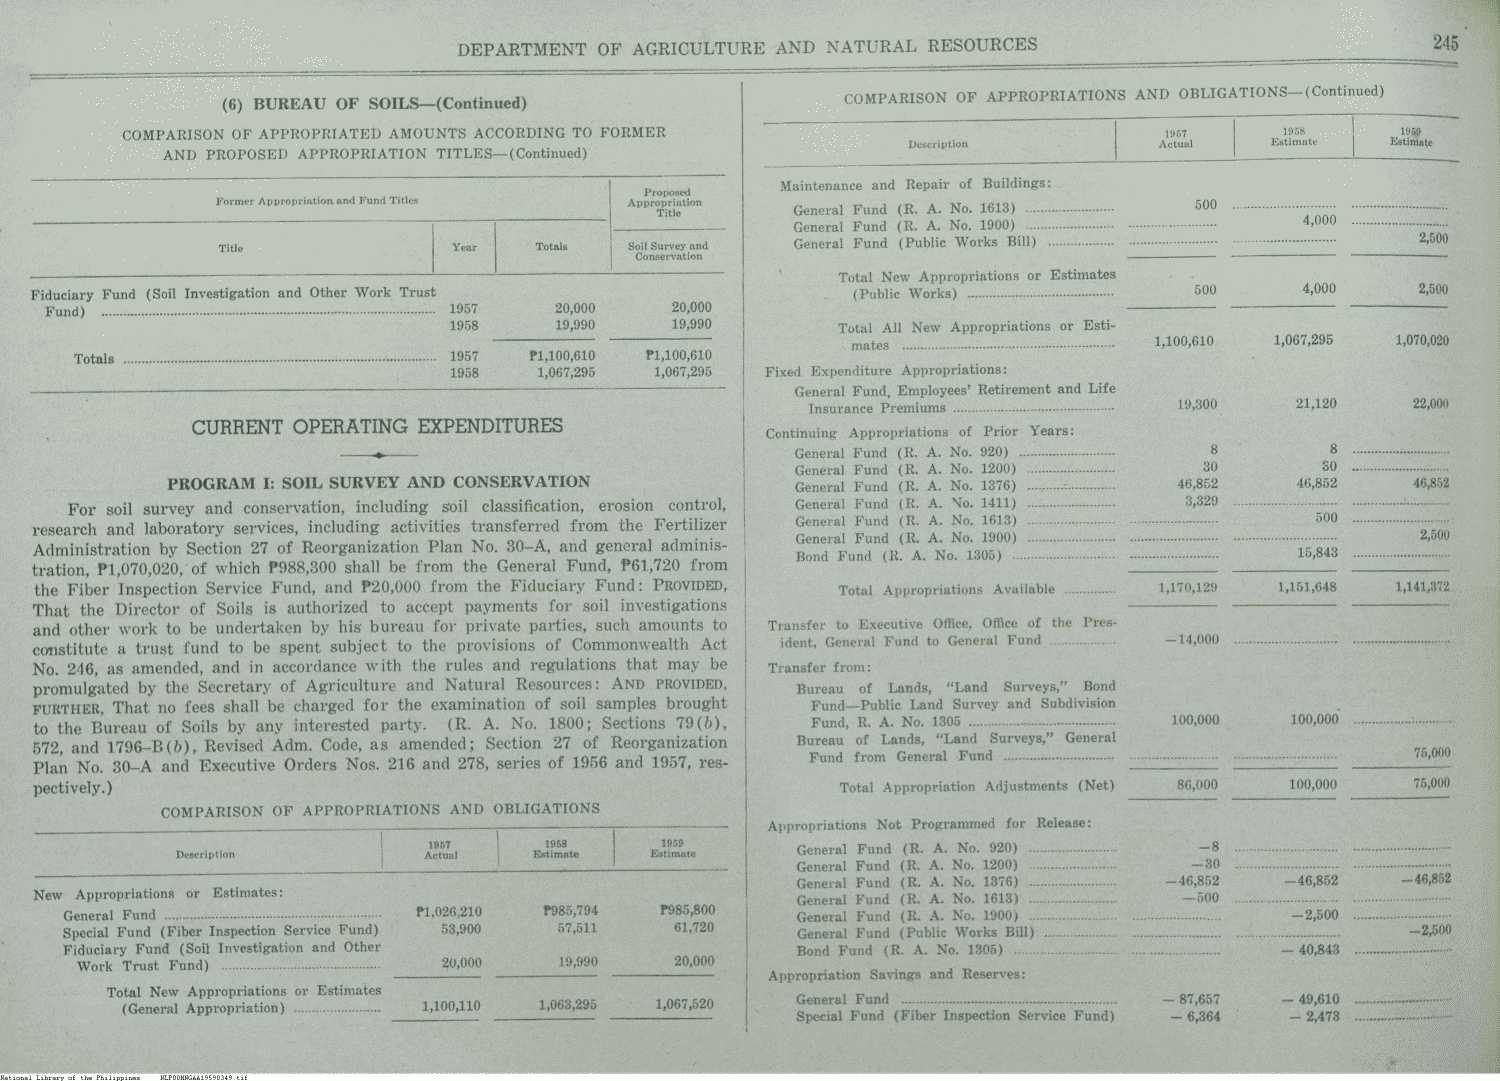 DEPARTMENT OF AGRICULTURE AND NATURAL RESOURCES 245
(6) BUREAU OF SOILS—(Continued)
COMPARISON OF APPROPRIATED AMOUNTS ACCORDING TO FORMER
AND PROPOSED APPROPRIATION TITLES—(Continued)
Former Appropriation and Fund Titles
Proposed
Appropriation
Title
Title Year Totals Soil Survey and
Conservation
Fiduciary Fund (Soil Investigation and Other Work Trust
Fund) 1957 20,000 20,000
1958 19,990 19,990
Totals 1957 ₱1,100,610 ₱1,100,610
1958 1,067,295 1,067,295
CURRENT OPERATING EXPENDITURES
PROGRAM I: SOIL SURVEY AND CONSERVATION
For soil survey and conservation, including soil classification, erosion control,
research and laboratory services, including activities transferred from the Fertilizer
Administration by Section 27 of Reorganization Plan No. 30–A, and general adminis-
tration, ₱1,070,020, of which ₱988,300 shall be from the General Fund, ₱61,720 from
the Fiber Inspection Service Fund, and ₱20,000 from the Fiduciary Fund: PROVIDED,
That the Director of Soils is authorized to accept payments for soil investigations
and other work to be undertaken by his bureau for private parties, such amounts to
constitute a trust fund to be spent subject to the provisions of Commonwealth Act
No. 246, as amended, and in accordance with the rules and regulations that may be
promulgated by the Secretary of Agriculture and Natural Resources: AND PROVIDED,
FURTHER, That no fees shall be charged for the examination of soil samples brought
to the Bureau of Soils by any interested party. (R. A. No. 1800; Sections 79(b),
572, and 1796–B(b), Revised Adm. Code, as amended; Section 27 of Reorganization
Plan No. 30–A and Executive Orders Nos. 216 and 278, series of 1956 and 1957, res-
pectively.)
COMPARISON OF APPROPRIATIONS AND OBLIGATIONS
Description 1957 Actual 1958 Estimate 1959 Estimate
New Appropriations or Estimates:
General Fund ₱1,026,210 ₱985,794 ₱985,800
Special Fund (Fiber Inspection Service Fund) 53,900 57,511 61,720
Fiduciary Fund (Soil Investigation and Other
Work Trust Fund) 20,000 19,990 20,000
Total New Appropriations or Estimates
(General Appropriation) 1,100,110 1,063,295 1,067,520
COMPARISON OF APPROPRIATIONS AND OBLIGATIONS—(Continued)
Description 1957 Actual 1958 Estimate 1959 Estimate
Maintenance and Repair of Buildings:
General Fund (R. A. No. 1613) 500
General Fund (R. A. No. 1900) 4,000
General Fund (Public Works Bill) 2,500
Total New Appropriations or Estimates
(Public Works) 500 4,000 2,500
Total All New Appropriations or Esti-
mates 1,100,610 1,067,295 1,070,020
Fixed Expenditure Appropriations:
General Fund, Employees' Retirement and Life
Insurance Premiums 19,300 21,120 22,000
Continuing Appropriations of Prior Years:
General Fund (R. A. No. 920) 8 8
General Fund (R. A. No. 1200) 30 30
General Fund (R. A. No. 1376) 46,852 46,852 46,852
General Fund (R. A. No. 1411) 3,329
General Fund (R. A. No. 1613) 500
General Fund (R. A. No. 1900) 2,500
Bond Fund (R. A. No. 1305) 15,843
Total Appropriations Available 1,170,129 1,151,648 1,141,372
Transfer to Executive Office, Office of the Pres-
ident, General Fund to General Fund —14,000
Transfer from:
Bureau of Lands, “Land Surveys,” Bond
Fund—Public Land Survey and Subdivision
Fund, R. A. No. 1305 100,000 100,000
Bureau of Lands, “Land Surveys,” General
Fund from General Fund 75,000
Total Appropriation Adjustments (Net) 86,000 100,000 75,000
Appropriations Not Programmed for Release:
General Fund (R. A. No. 920) —8
General Fund (R. A. No. 1200) —30
General Fund (R. A. No. 1376) —46,852 —46,852 —46,852
General Fund (R. A. No. 1613) —500
General Fund (R. A. No. 1900) —2,500
General Fund (Public Works Bill) —2,500
Bond Fund (R. A. No. 1305) — 40,843
Appropriation Savings and Reserves:
General Fund — 87,657 — 49,610
Special Fund (Fiber Inspection Service Fund) — 6,364 — 2,473
National Library of the Philippines NLP00MNGAA19590349.tif